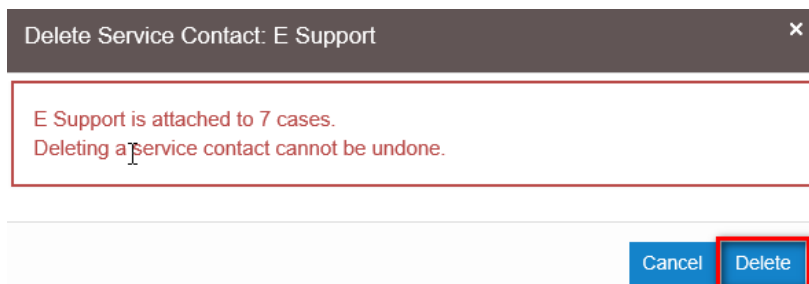 Delete Service Contact: E Support ×
E Support is attached to 7 cases.
Deleting a service contact cannot be undone.
Cancel Delete